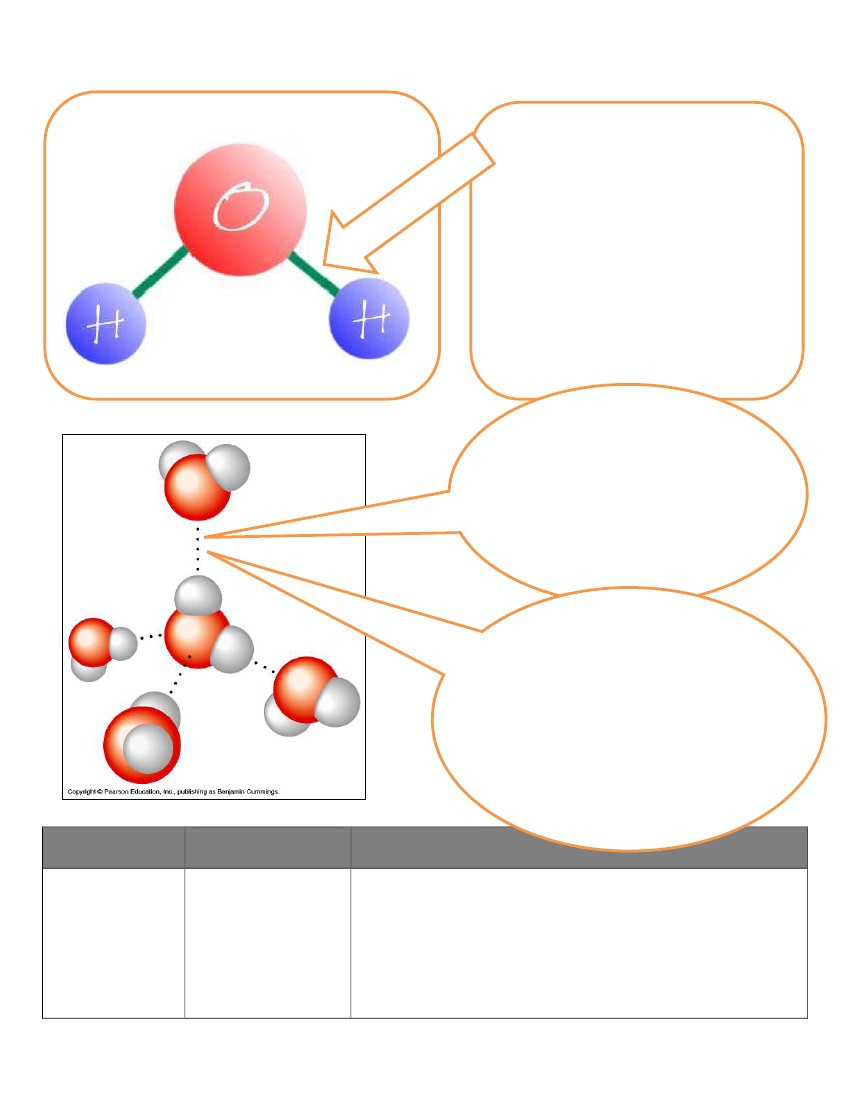 O
H
H
Copyright © Pearson Education, Inc., publishing as Benjamin Cummings.